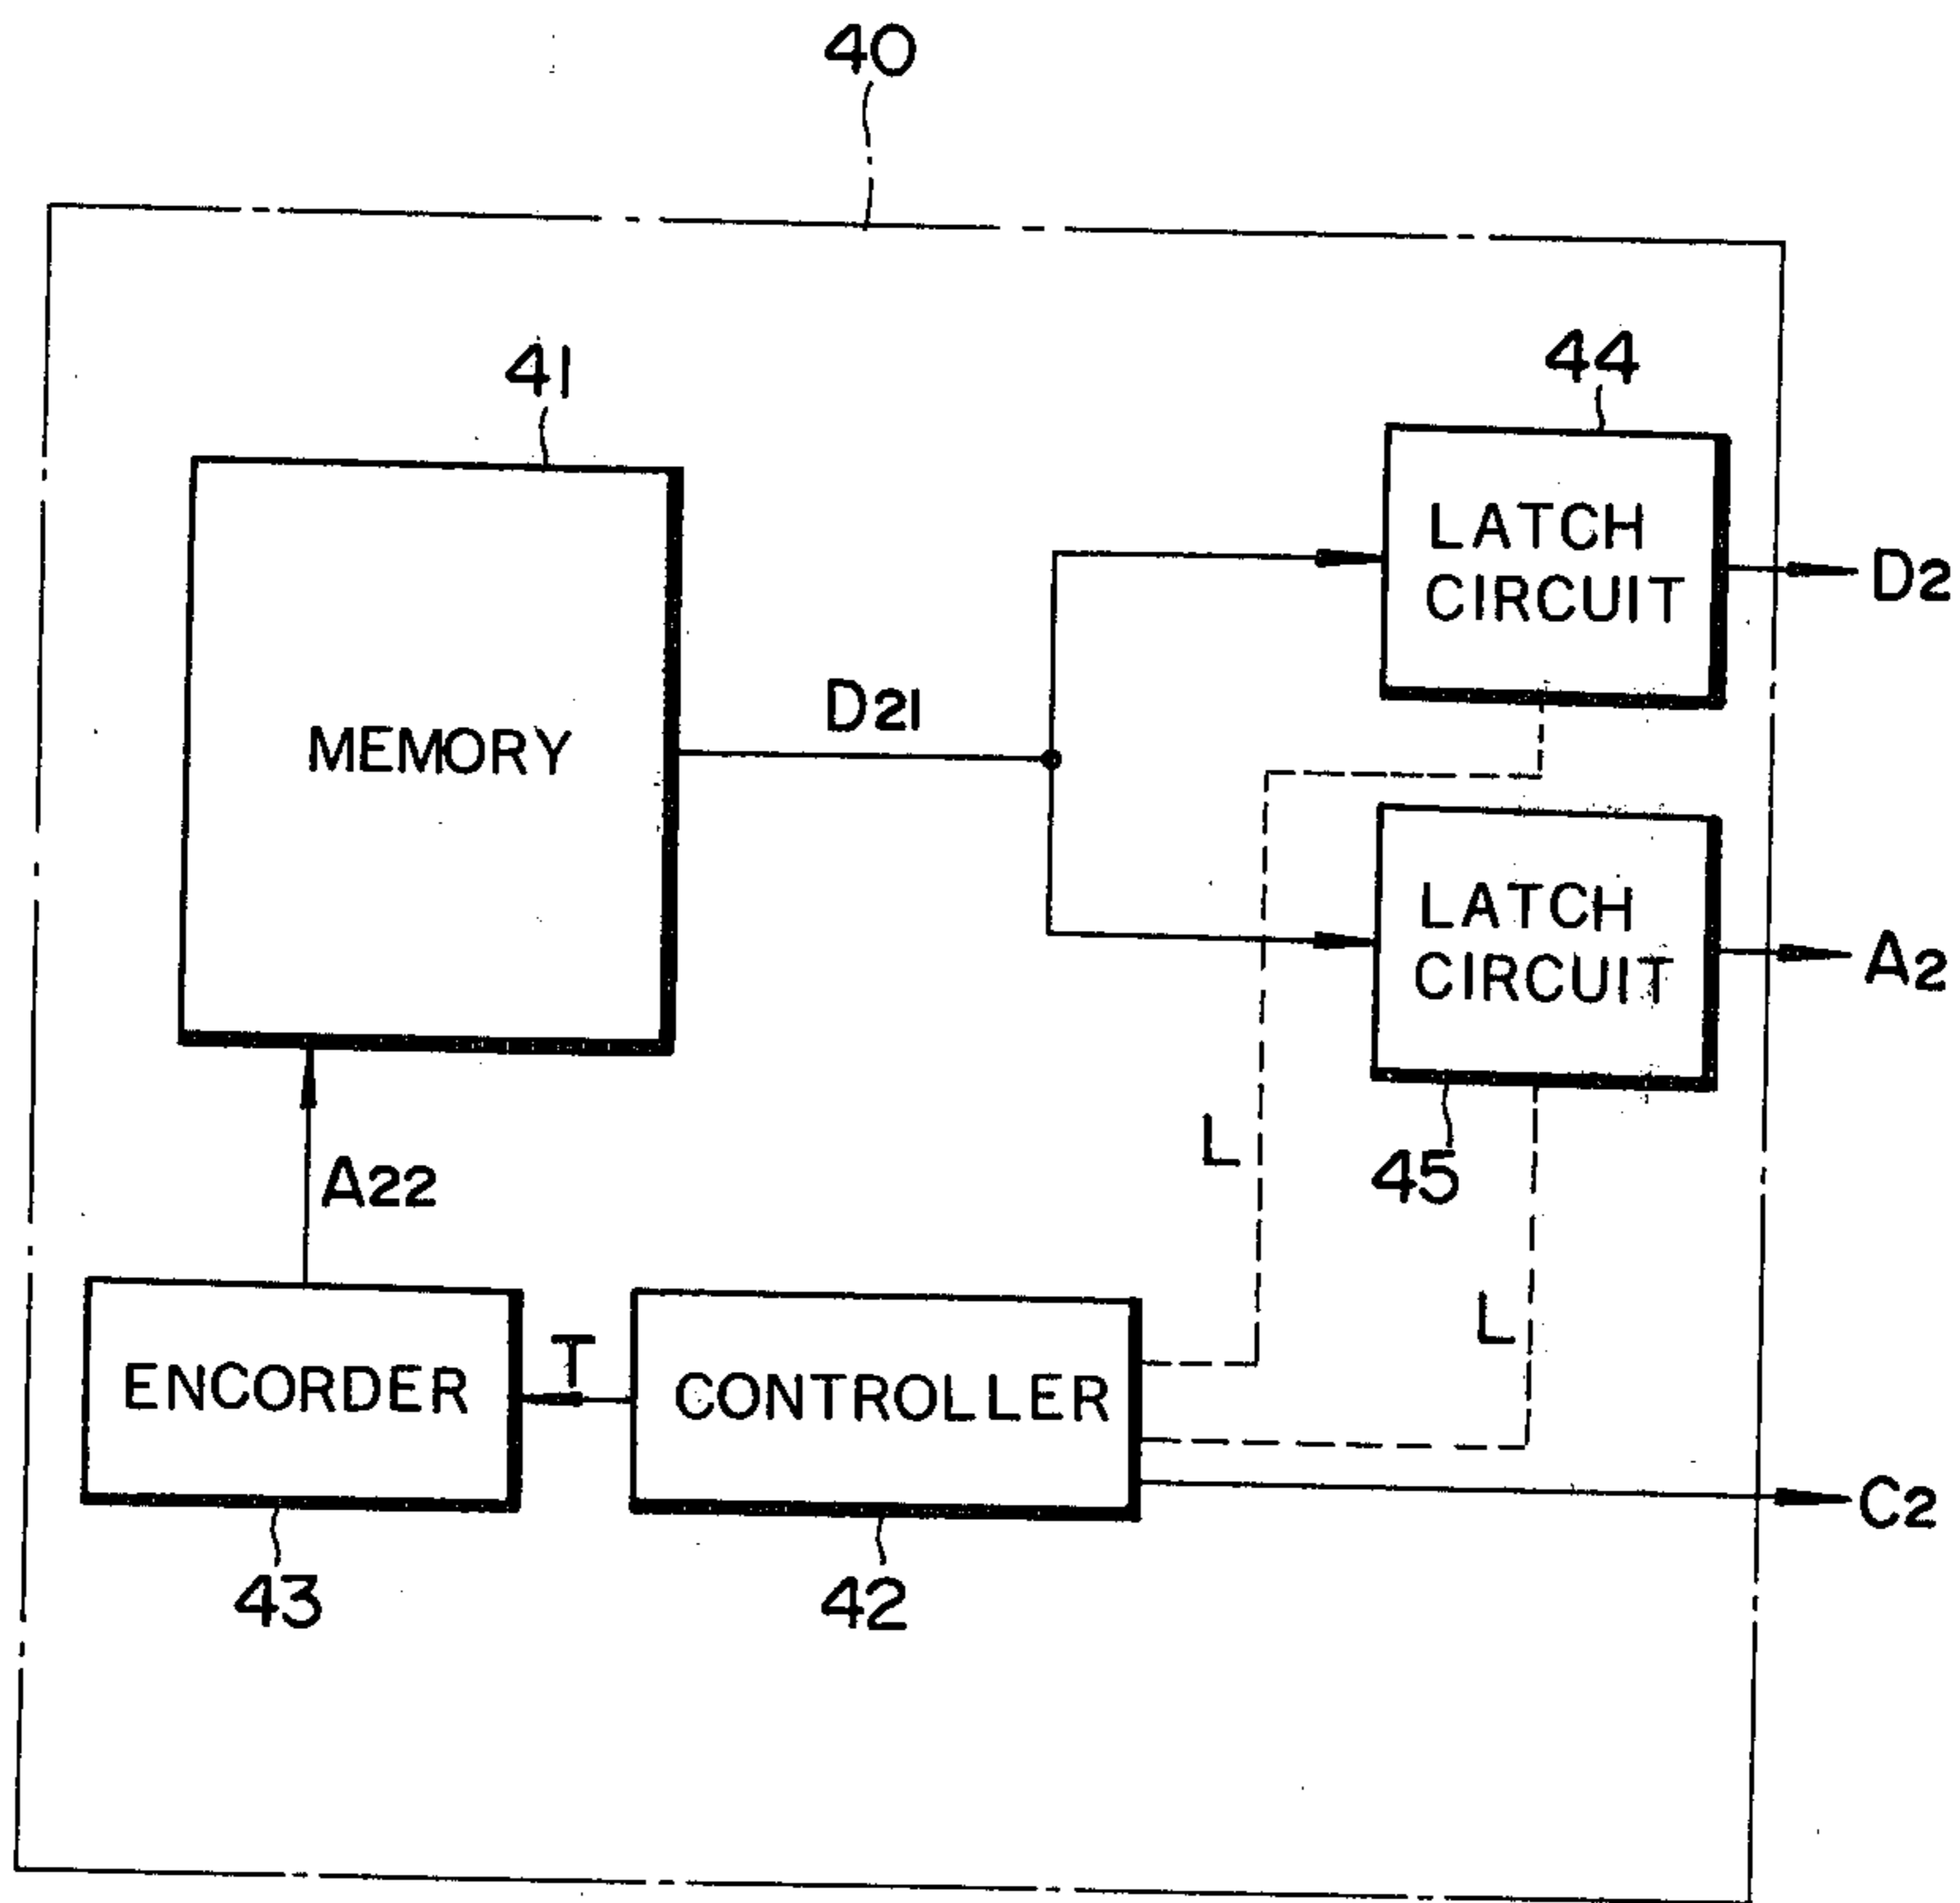 40
41
44
LATCH
CIRCUIT
D2
MEMORY
D21
LATCH
CIRCUIT
A2
L
45
A22
L
T
ENCORDER
CONTROLLER
C2
43
42